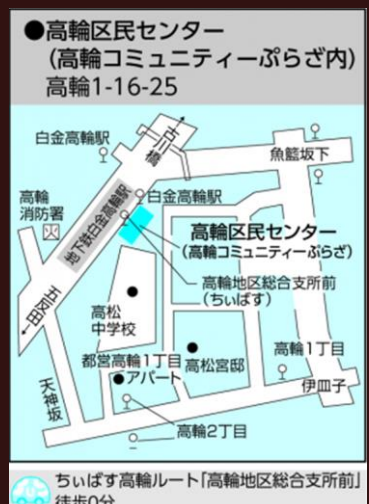 ●高輪区民センター
(高輪コミュニティーぷらざ内)
高輪1-16-25
古川橋
白金高輪駅
魚籃坂下
高輪
消防署
地下鉄白金高輪駅
白金高輪駅
高輪区民センター
(高輪コミュニティーぷらざ)
高輪地区総合支所前
(ちぃばす)
五反田
高松
中学校
都営高輪1丁目
アパート
高松宮邸
高輪1丁目
伊皿子
天神坂
高輪2丁目
ちぃばす高輪ルート「高輪地区総合支所前」
徒歩0分